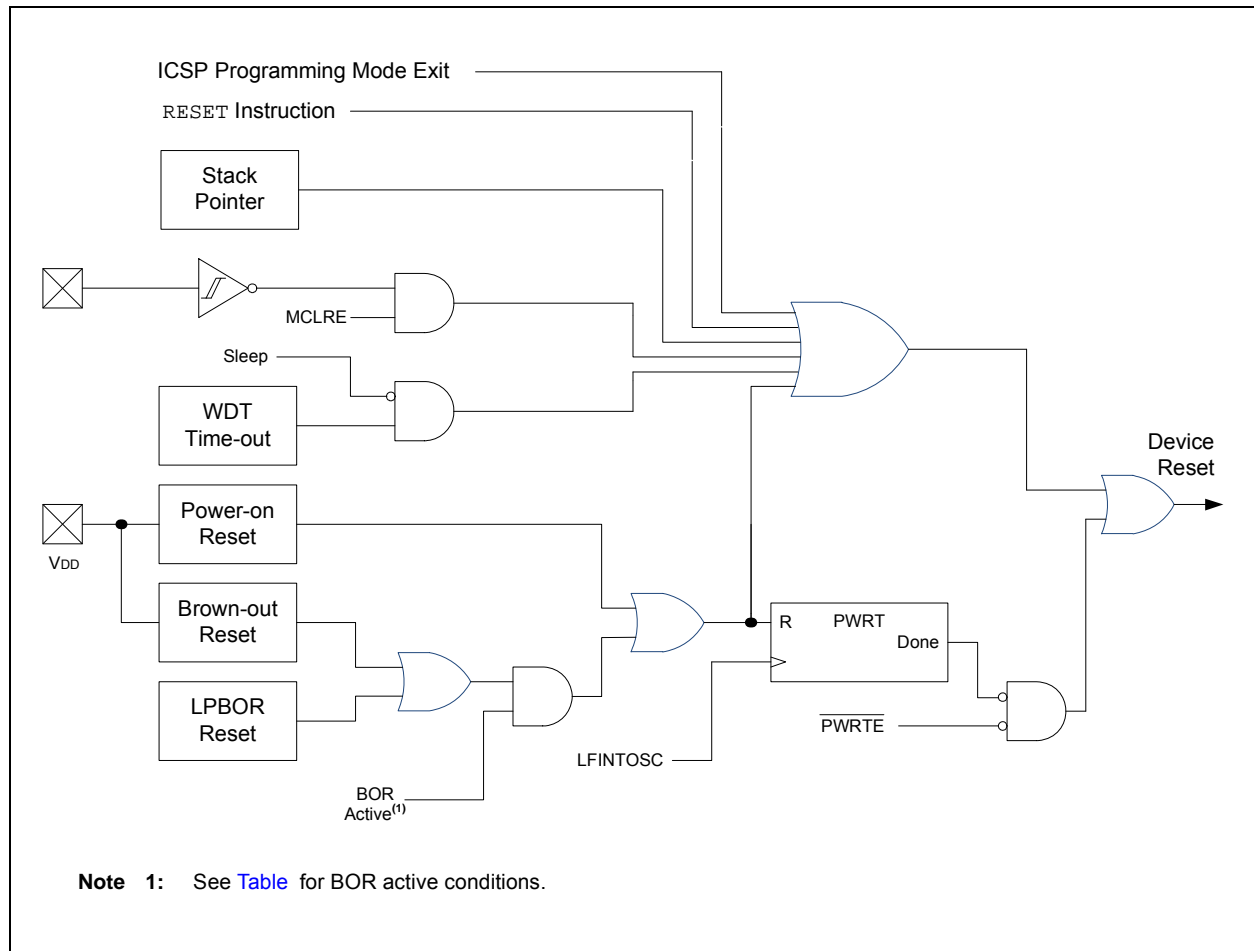 ICSP Programming Mode Exit
RESET Instruction
Stack
Pointer
MCLRE
Sleep
WDT
Time-out
Device
Reset
Power-on
Reset
VDD
Brown-out
Reset
R PWRT
Done
LPBOR
Reset
PWRTE
LFINTOSC
BOR
Active(1)
Note 1: See Table for BOR active conditions.